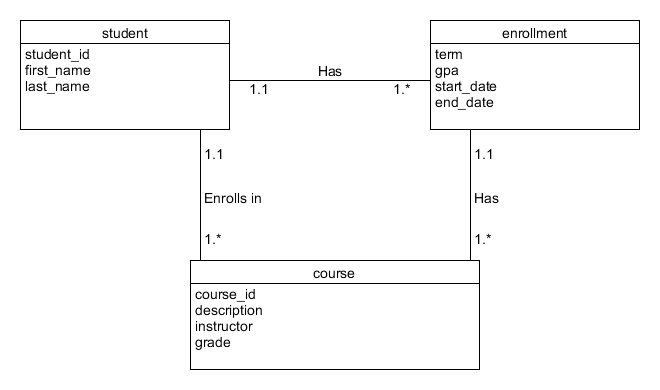 student
student_id
first_name
last_name
enrollment
term
gpa
start_date
end_date
Has
1.1
1.*
1.1
Enrolls in
1.*
1.1
Has
1.*
course
course_id
description
instructor
grade